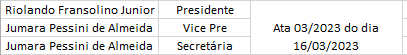 Riolando Fransolino Junior Presidente
Jumara Pessini de Almeida Vice Pre Ata 03/2023 do dia
Jumara Pessini de Almeida Secretária 16/03/2023